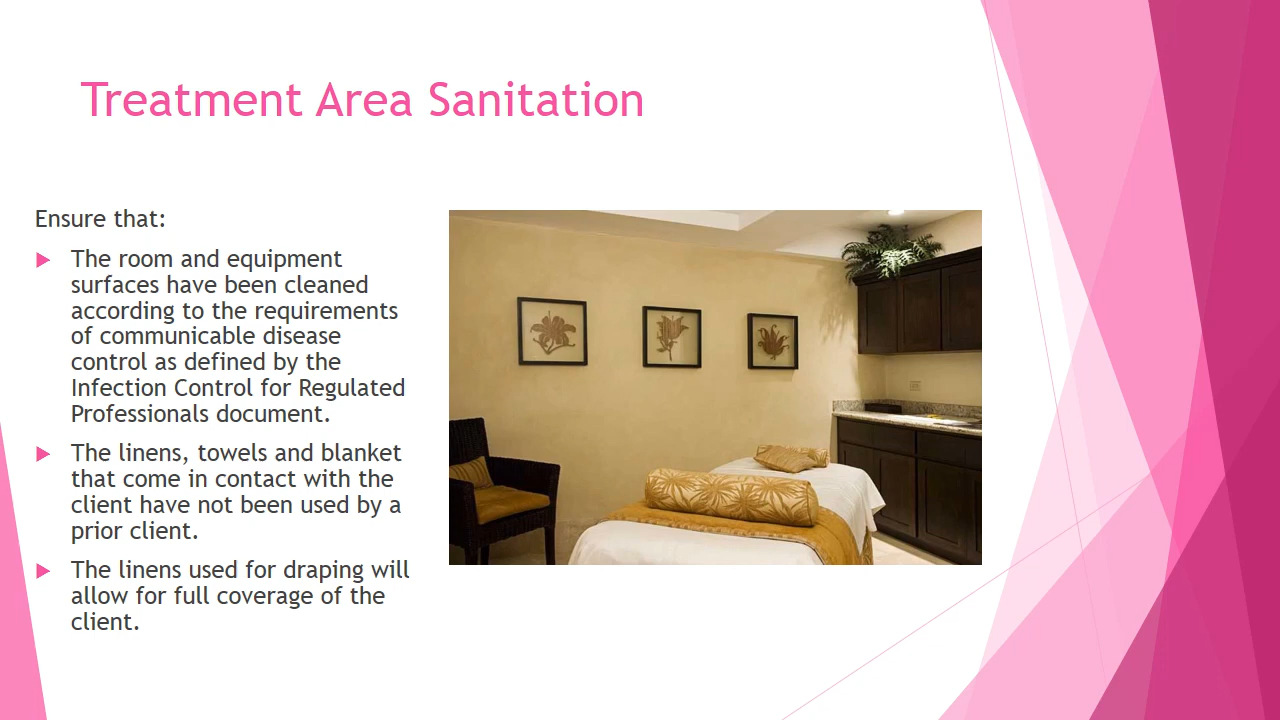 Treatment Area Sanitation
Ensure that:
The room and equipment
surfaces have been cleaned
according to the requirements
of communicable disease
control as defined by the
Infection Control for Regulated
Professionals document.
The linens, towels and blanket
that come in contact with the
client have not been used by a
prior client.
The linens used for draping will
allow for full coverage of the
client.